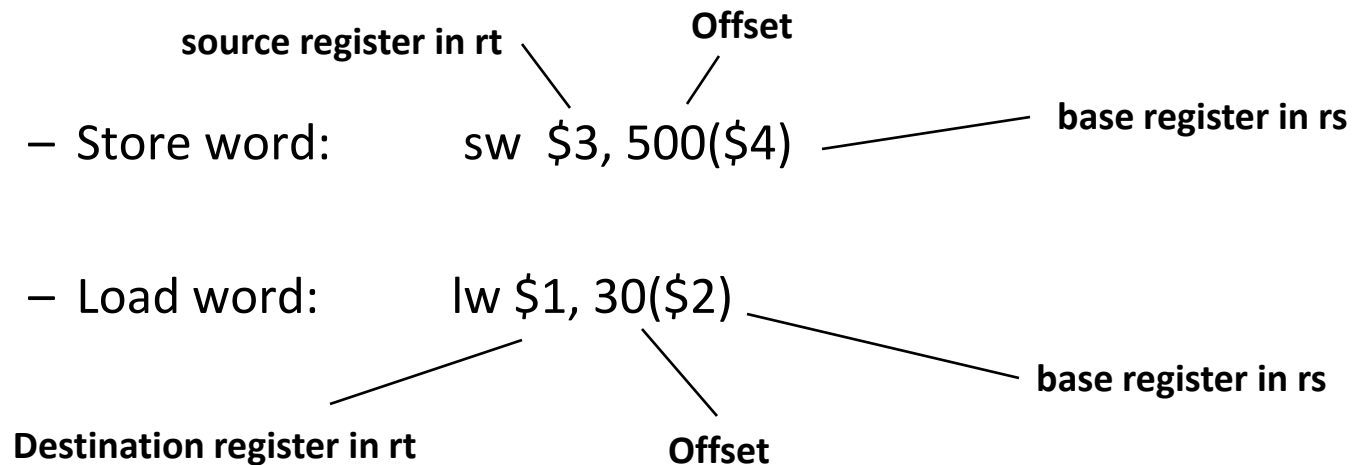 source register in rt
Offset
– Store word: sw $3, 500($4)
base register in rs
– Load word: lw $1, 30($2)
base register in rs
Destination register in rt
Offset